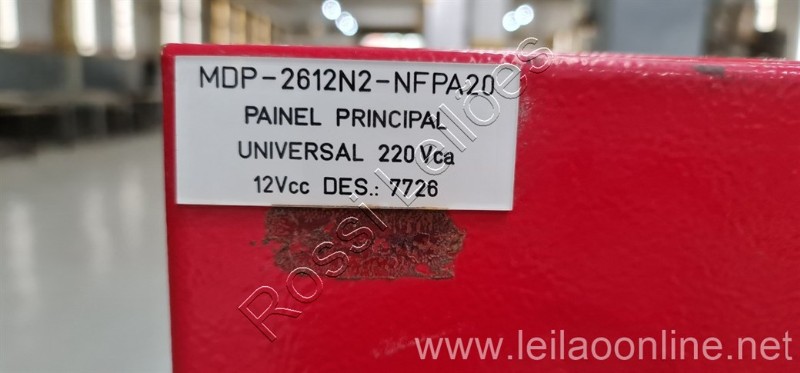 MDP-2612N2-NFPA20
PAINEL PRINCIPAL
UNIVERSAL 220Vca
12Vcc DES.: 7726
Rossi Leilões
www.leilaoonline.net